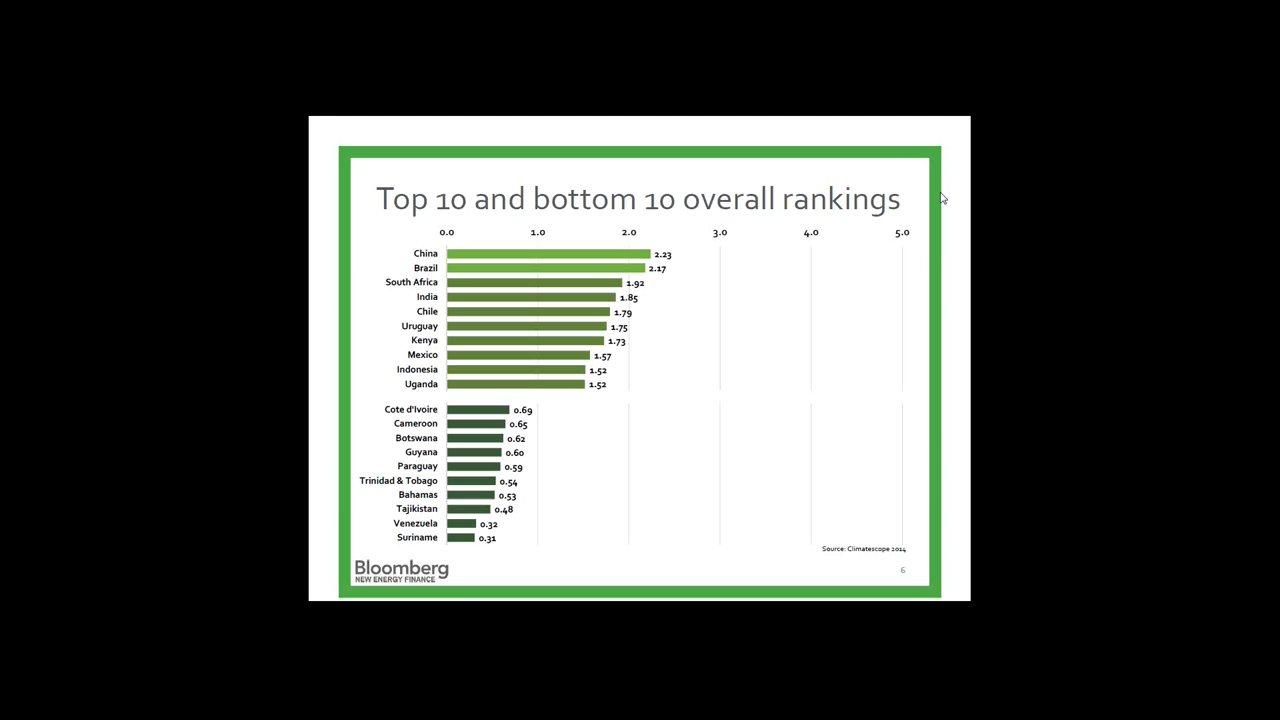 Top 10 and bottom 10 overall rankings
0.0 1.0 2.0 3.0 4.0 5.0
China 2.23
Brazil 2.17
South Africa 1.92
India 1.85
Chile 1.79
Uruguay 1.75
Kenya 1.73
Mexico 1.57
Indonesia 1.52
Uganda 1.52
Cote d'Ivoire 0.69
Cameroon 0.65
Botswana 0.62
Guyana 0.60
Paraguay 0.59
Trinidad & Tobago 0.54
Bahamas 0.53
Tajikistan 0.48
Venezuela 0.32
Suriname 0.31
Source: Climatescope 2014
Bloomberg
NEW ENERGY FINANCE
6